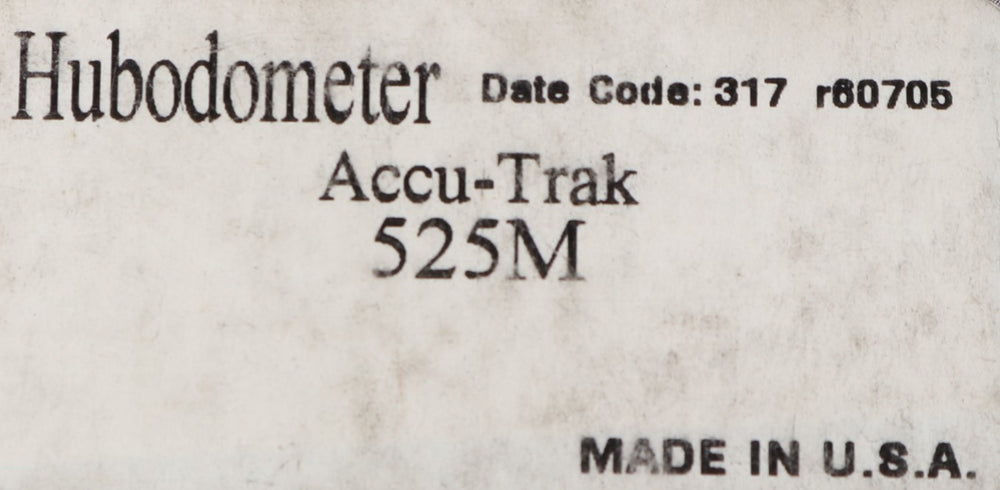 Hubodometer Date Code: 317 r60705
Accu-Trak
525M
MADE IN U.S.A.